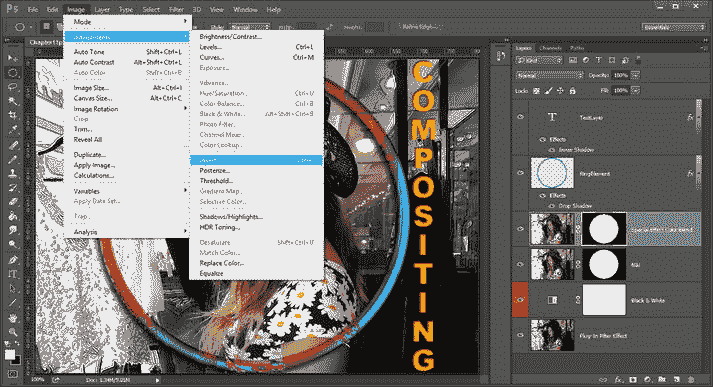 Ps File Edit Image Layer Type Select Filter 3D View Window Help
Mode
Auto Tone Shift+Ctrl+L
Auto Contrast Alt+Shift+Ctrl+L
Auto Color Shift+Ctrl+B
Image Size... Alt+Ctrl+I
Canvas Size... Alt+Ctrl+C
Image Rotation
Crop
Trim...
Reveal All
Duplicate...
Apply Image...
Calculations...
Variables
Apply Data Set...
Trap...
Analysis
Brightness/Contrast...
Levels... Ctrl+L
Curves... Ctrl+M
Exposure...
Vibrance...
Hue/Saturation... Ctrl+U
Color Balance... Ctrl+B
Black & White... Alt+Shift+Ctrl+B
Photo Filter...
Channel Mixer...
Color Lookup...
Posterize...
Threshold...
Gradient Map...
Selective Color...
Shadows/Highlights...
HDR Toning...
Desaturate Shift+Ctrl+U
Match Color...
Replace Color...
Equalize
COMPOSITING
Essentials
Layers Channels Paths
Kind
Normal Opacity: 100%
Lock: Fill: 100%
T TextLayer fx
Effects
Inner Shadow
RingElement fx
Effects
Drop Shadow
Black & White
Plug-In Filter Effect
100%